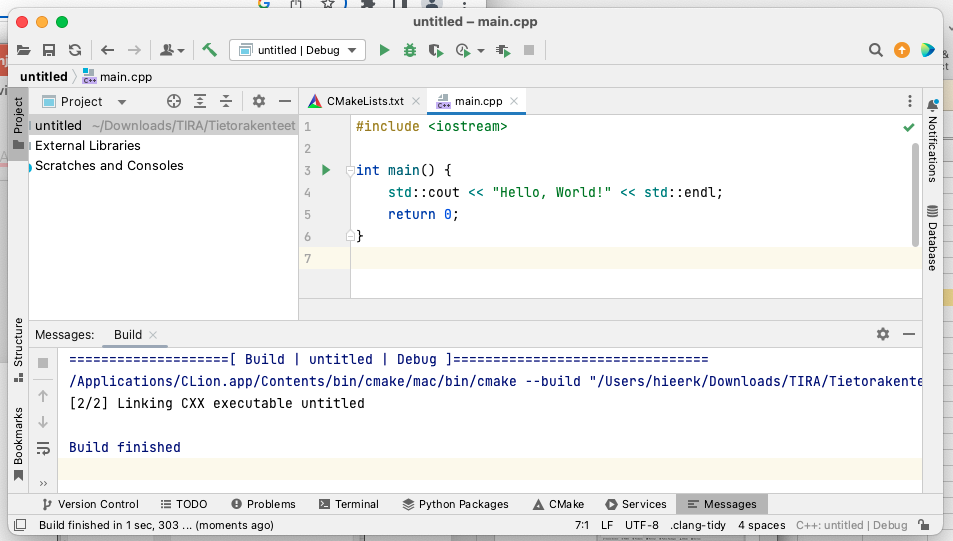 untitled – main.cpp
untitled | Debug
untitled
main.cpp
Project
Project
CMakeLists.txt
main.cpp
untitled ~/Downloads/TIRA/Tietorakenteet
External Libraries
Scratches and Consoles
1 #include <iostream>
2
3 int main() {
4 std::cout << "Hello, World!" << std::endl;
5 return 0;
6 }
7
Notifications
Database
Structure
Bookmarks
Messages: Build
====================[ Build | untitled | Debug ]================================
/Applications/CLion.app/Contents/bin/cmake/mac/bin/cmake --build "/Users/hieerk/Downloads/TIRA/Tietorakente
[2/2] Linking CXX executable untitled
Build finished
Version Control TODO Problems Terminal Python Packages CMake Services Messages
Build finished in 1 sec, 303 ... (moments ago) 7:1 LF UTF-8 .clang-tidy 4 spaces C++: untitled | Debug